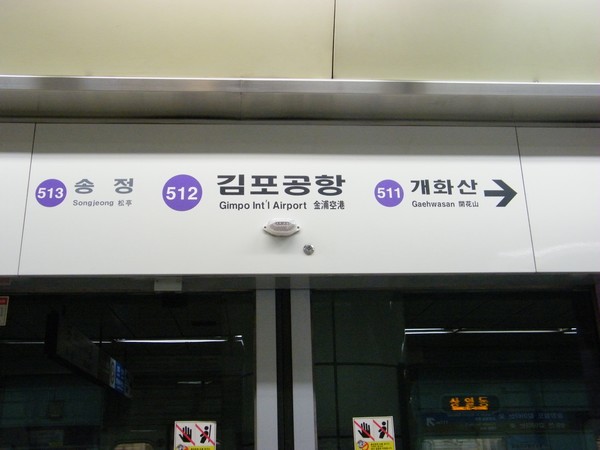 513 송정
Songjeong 松亭
512 김포공항
Gimpo Int'l Airport 金浦空港
511 개화산
Gaehwasan 開花山